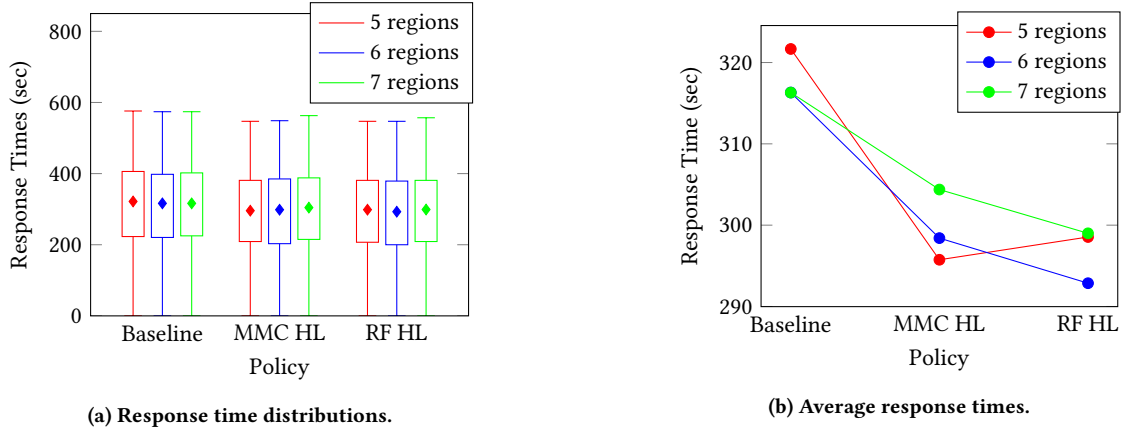 800
600
400
200
0
Response Times (sec)
5 regions
6 regions
7 regions
Baseline
MMC HL
RF HL
Policy
(a) Response time distributions.
320
310
300
290
Response Time (sec)
5 regions
6 regions
7 regions
Baseline
MMC HL
RF HL
Policy
(b) Average response times.